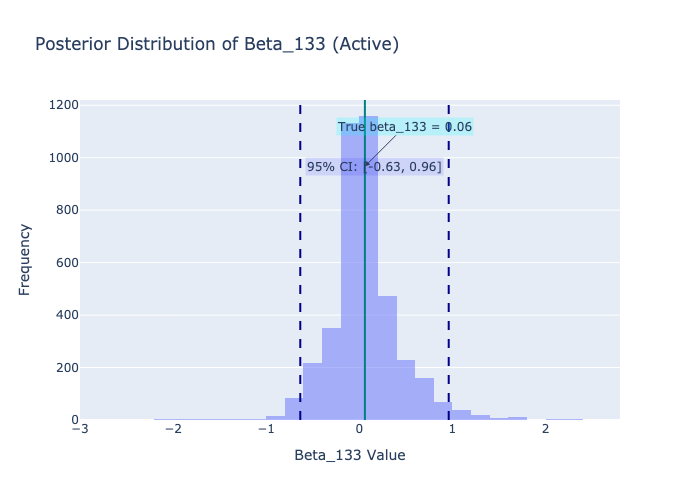 Posterior Distribution of Beta_133 (Active)
1200
1000
800
600
400
200
0
Frequency
True beta_133 = 0.06
95% CI: [-0.63, 0.96]
−3
−2
−1
0
1
2
Beta_133 Value